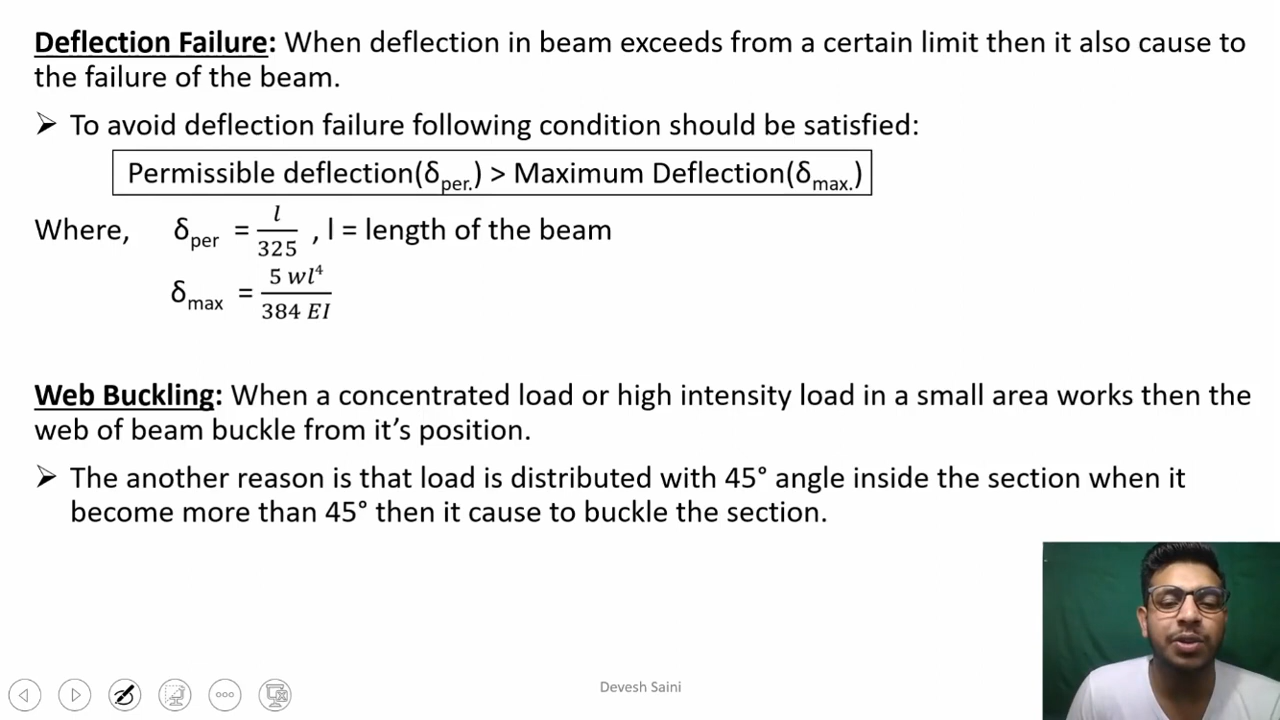 Deflection Failure: When deflection in beam exceeds from a certain limit then it also cause to
the failure of the beam.
➢ To avoid deflection failure following condition should be satisfied:
Permissible deflection(δper.) > Maximum Deflection(δmax.)
Where, δper = l/325 , l = length of the beam
δmax = 5 wl⁴/384 EI
Web Buckling: When a concentrated load or high intensity load in a small area works then the
web of beam buckle from it’s position.
➢ The another reason is that load is distributed with 45° angle inside the section when it
become more than 45° then it cause to buckle the section.
Devesh Saini